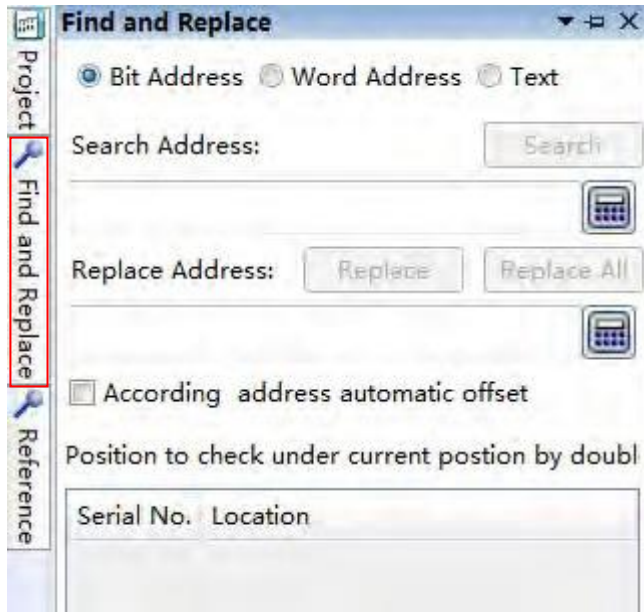 Find and Replace
Project
Find and Replace
Reference
Bit Address Word Address Text
Search Address: Search
Replace Address: Replace Replace All
According address automatic offset
Position to check under current postion by doubl
Serial No. Location